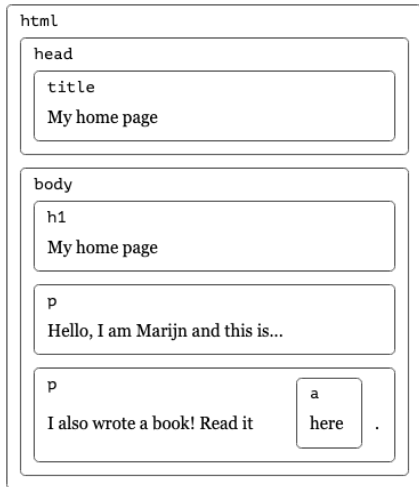 html
head
title
My home page
body
h1
My home page
p
Hello, I am Marijn and this is...
p
a
I also wrote a book! Read it here .